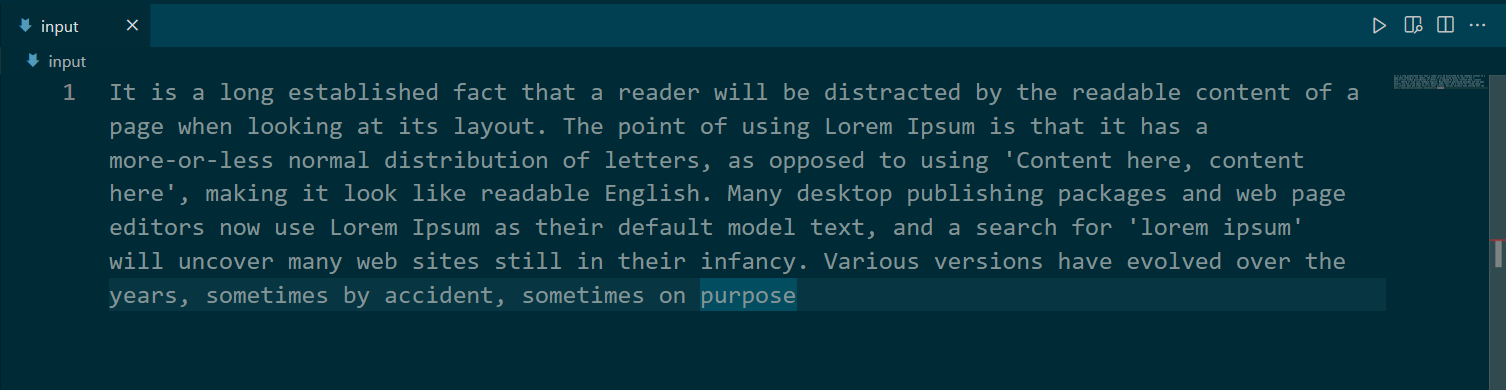 input
input
1 It is a long established fact that a reader will be distracted by the readable content of a
page when looking at its layout. The point of using Lorem Ipsum is that it has a
more-or-less normal distribution of letters, as opposed to using 'Content here, content
here', making it look like readable English. Many desktop publishing packages and web page
editors now use Lorem Ipsum as their default model text, and a search for 'lorem ipsum'
will uncover many web sites still in their infancy. Various versions have evolved over the
years, sometimes by accident, sometimes on purpose